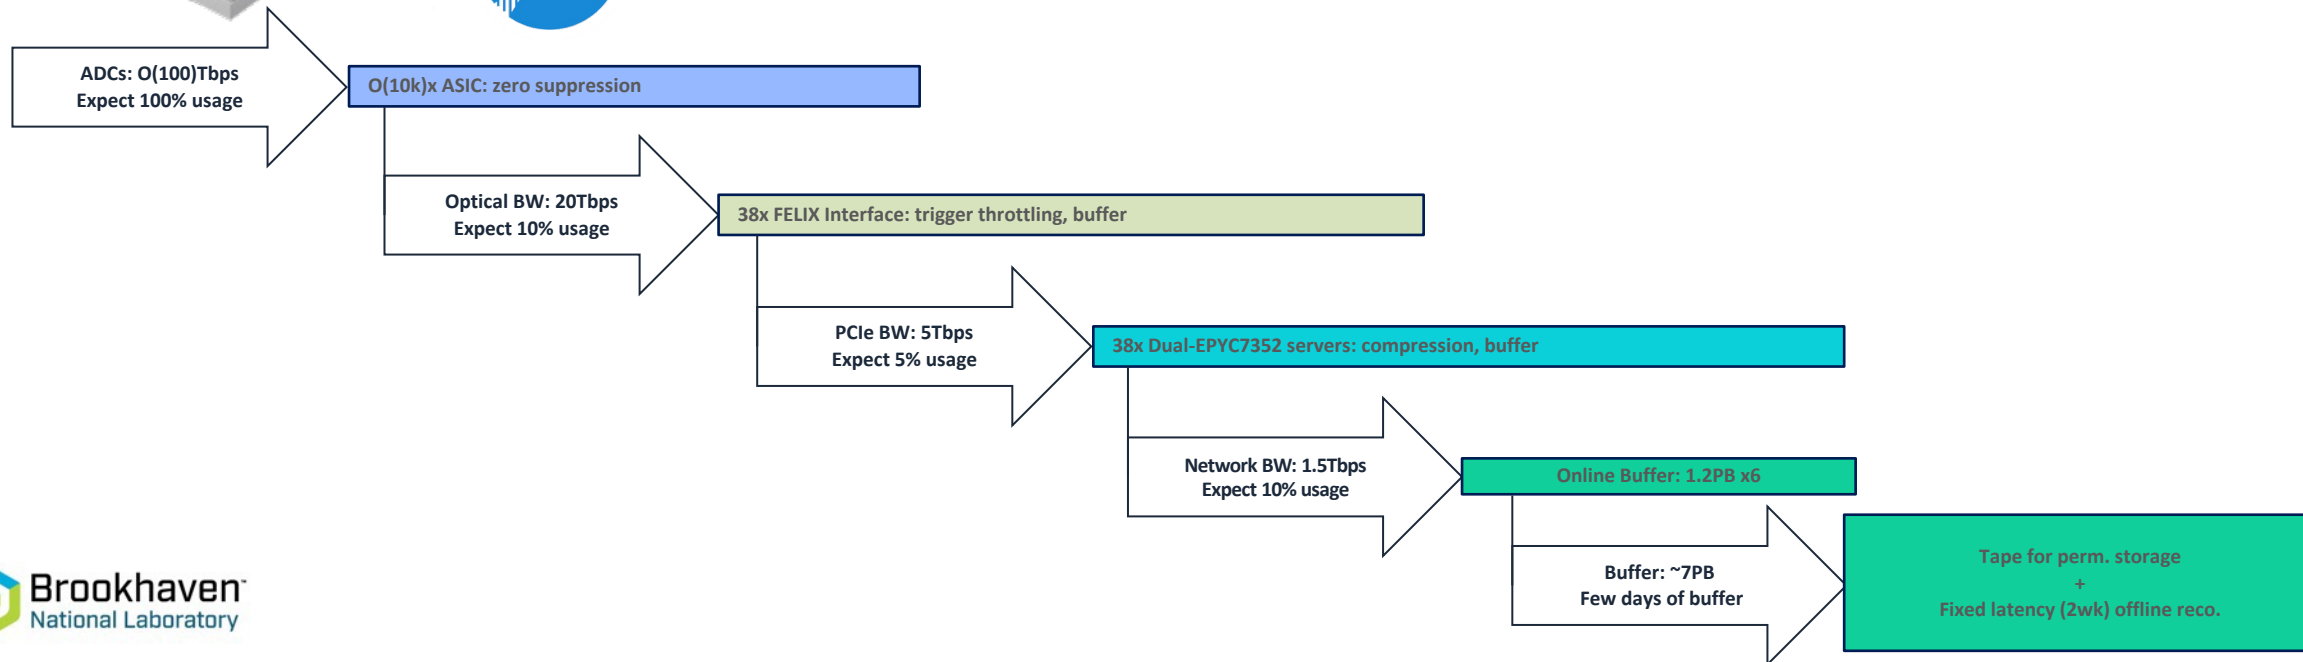 ADCs: O(100)Tbps
Expect 100% usage
O(10k)x ASIC: zero suppression
Optical BW: 20Tbps
Expect 10% usage
38x FELIX Interface: trigger throttling, buffer
PCIe BW: 5Tbps
Expect 5% usage
38x Dual-EPYC7352 servers: compression, buffer
Network BW: 1.5Tbps
Expect 10% usage
Online Buffer: 1.2PB x6
Buffer: ~7PB
Few days of buffer
Tape for perm. storage
+
Fixed latency (2wk) offline reco.
Brookhaven™
National Laboratory